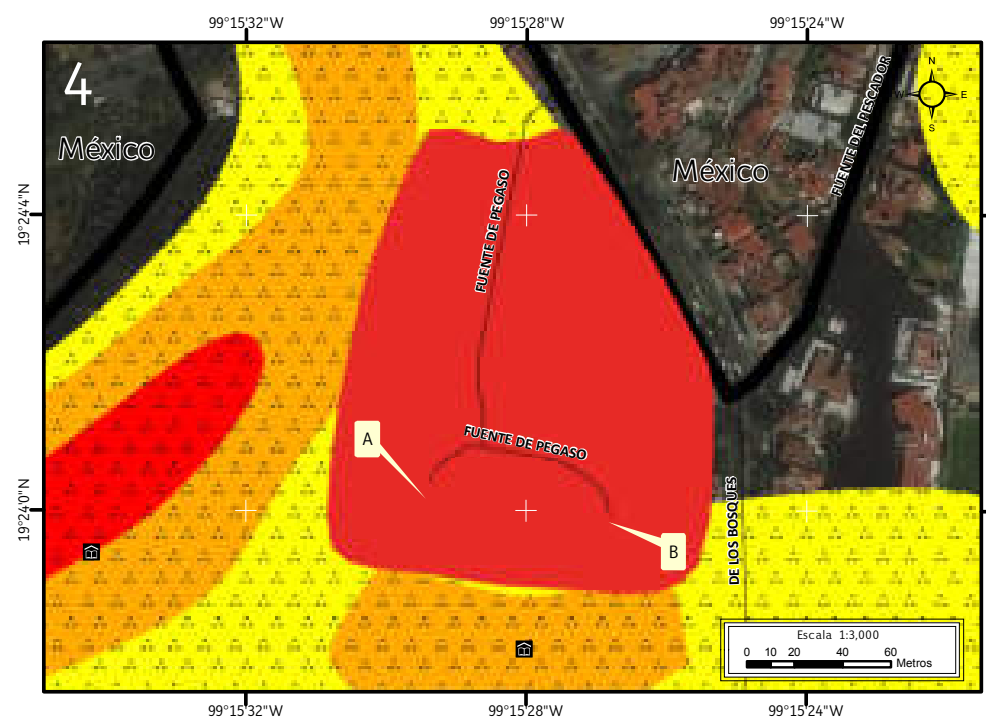 99°15'32"W 99°15'28"W 99°15'24"W
4
México
México
FUENTE DEL PESCADOR
N
W E
S
19°24'4"N
FUENTE DE PEGASO
A
FUENTE DE PEGASO
19°24'0"N
B
DE LOS BOSQUES
Escala 1:3,000
0 10 20 40 60 Metros
99°15'32"W 99°15'28"W 99°15'24"W